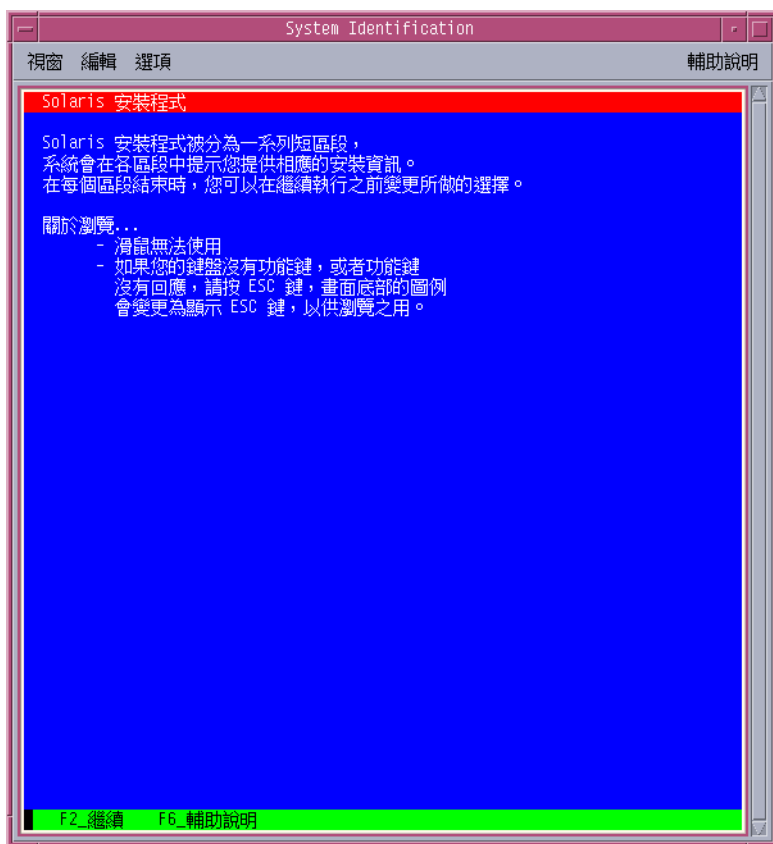 System Identification
視窗 編輯 選項 輔助說明
Solaris 安裝程式
Solaris 安裝程式被分為一系列短區段，
系統會在各區段中提示您提供相應的安裝資訊。
在每個區段結束時，您可以在繼續執行之前變更所做的選擇。
關於瀏覽...
- 滑鼠無法使用
- 如果您的鍵盤沒有功能鍵，或者功能鍵
沒有回應，請按 ESC 鍵，畫面底部的圖例
會變更為顯示 ESC 鍵，以供瀏覽之用。
F2_繼續 F6_輔助說明